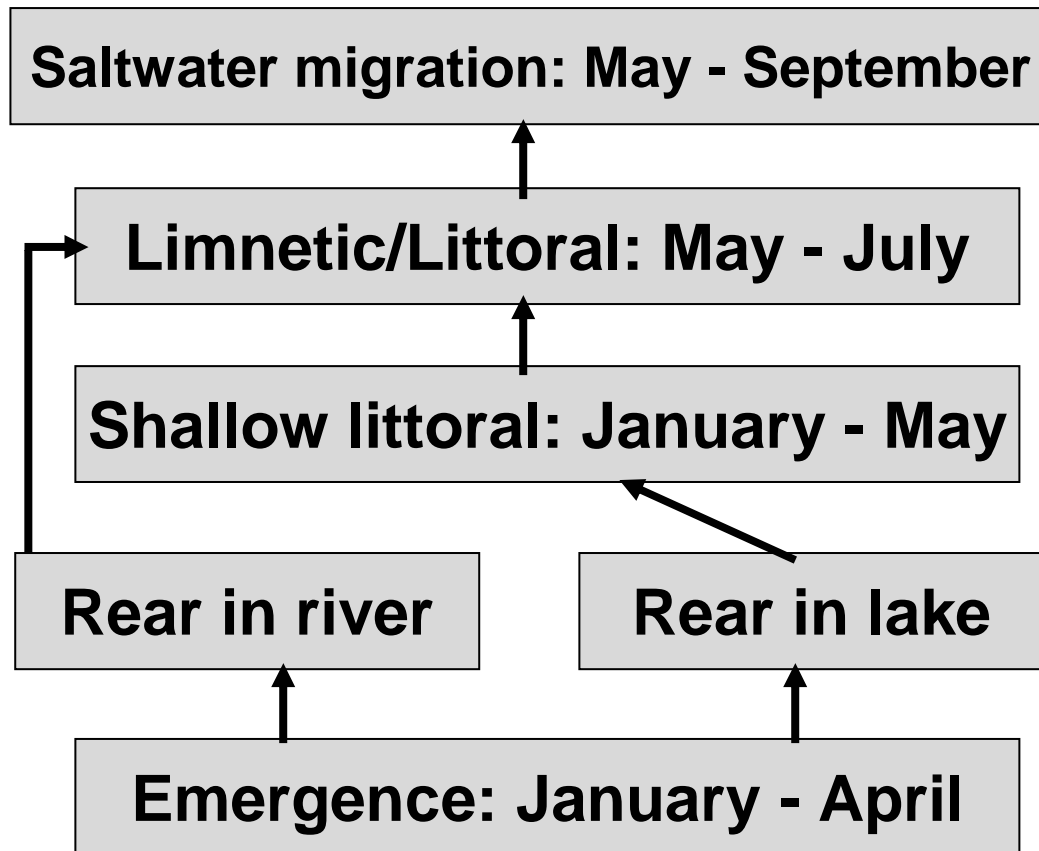 Saltwater migration: May - September
Limnetic/Littoral: May - July
Shallow littoral: January - May
Rear in river
Rear in lake
Emergence: January - April